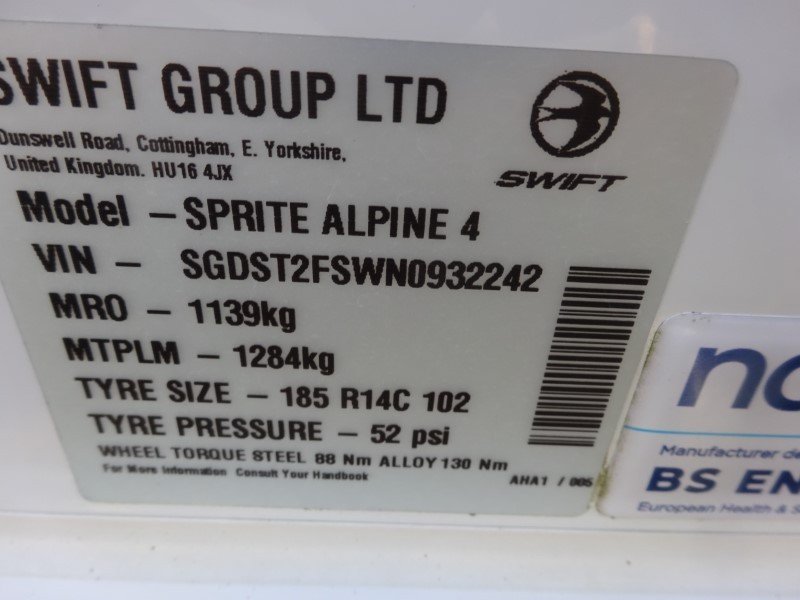 SWIFT GROUP LTD
Dunswell Road, Cottingham, E. Yorkshire,
United Kingdom. HU16 4JX
SWIFT
Model – SPRITE ALPINE 4
VIN – SGDST2FSWN0932242
MRO – 1139kg
MTPLM – 1284kg
TYRE SIZE – 185 R14C 102
TYRE PRESSURE – 52 psi
WHEEL TORQUE STEEL 88 Nm ALLOY 130 Nm
For More Information Consult Your Handbook
AHA1 / 005
Manufacturer
BS EN
European Health &